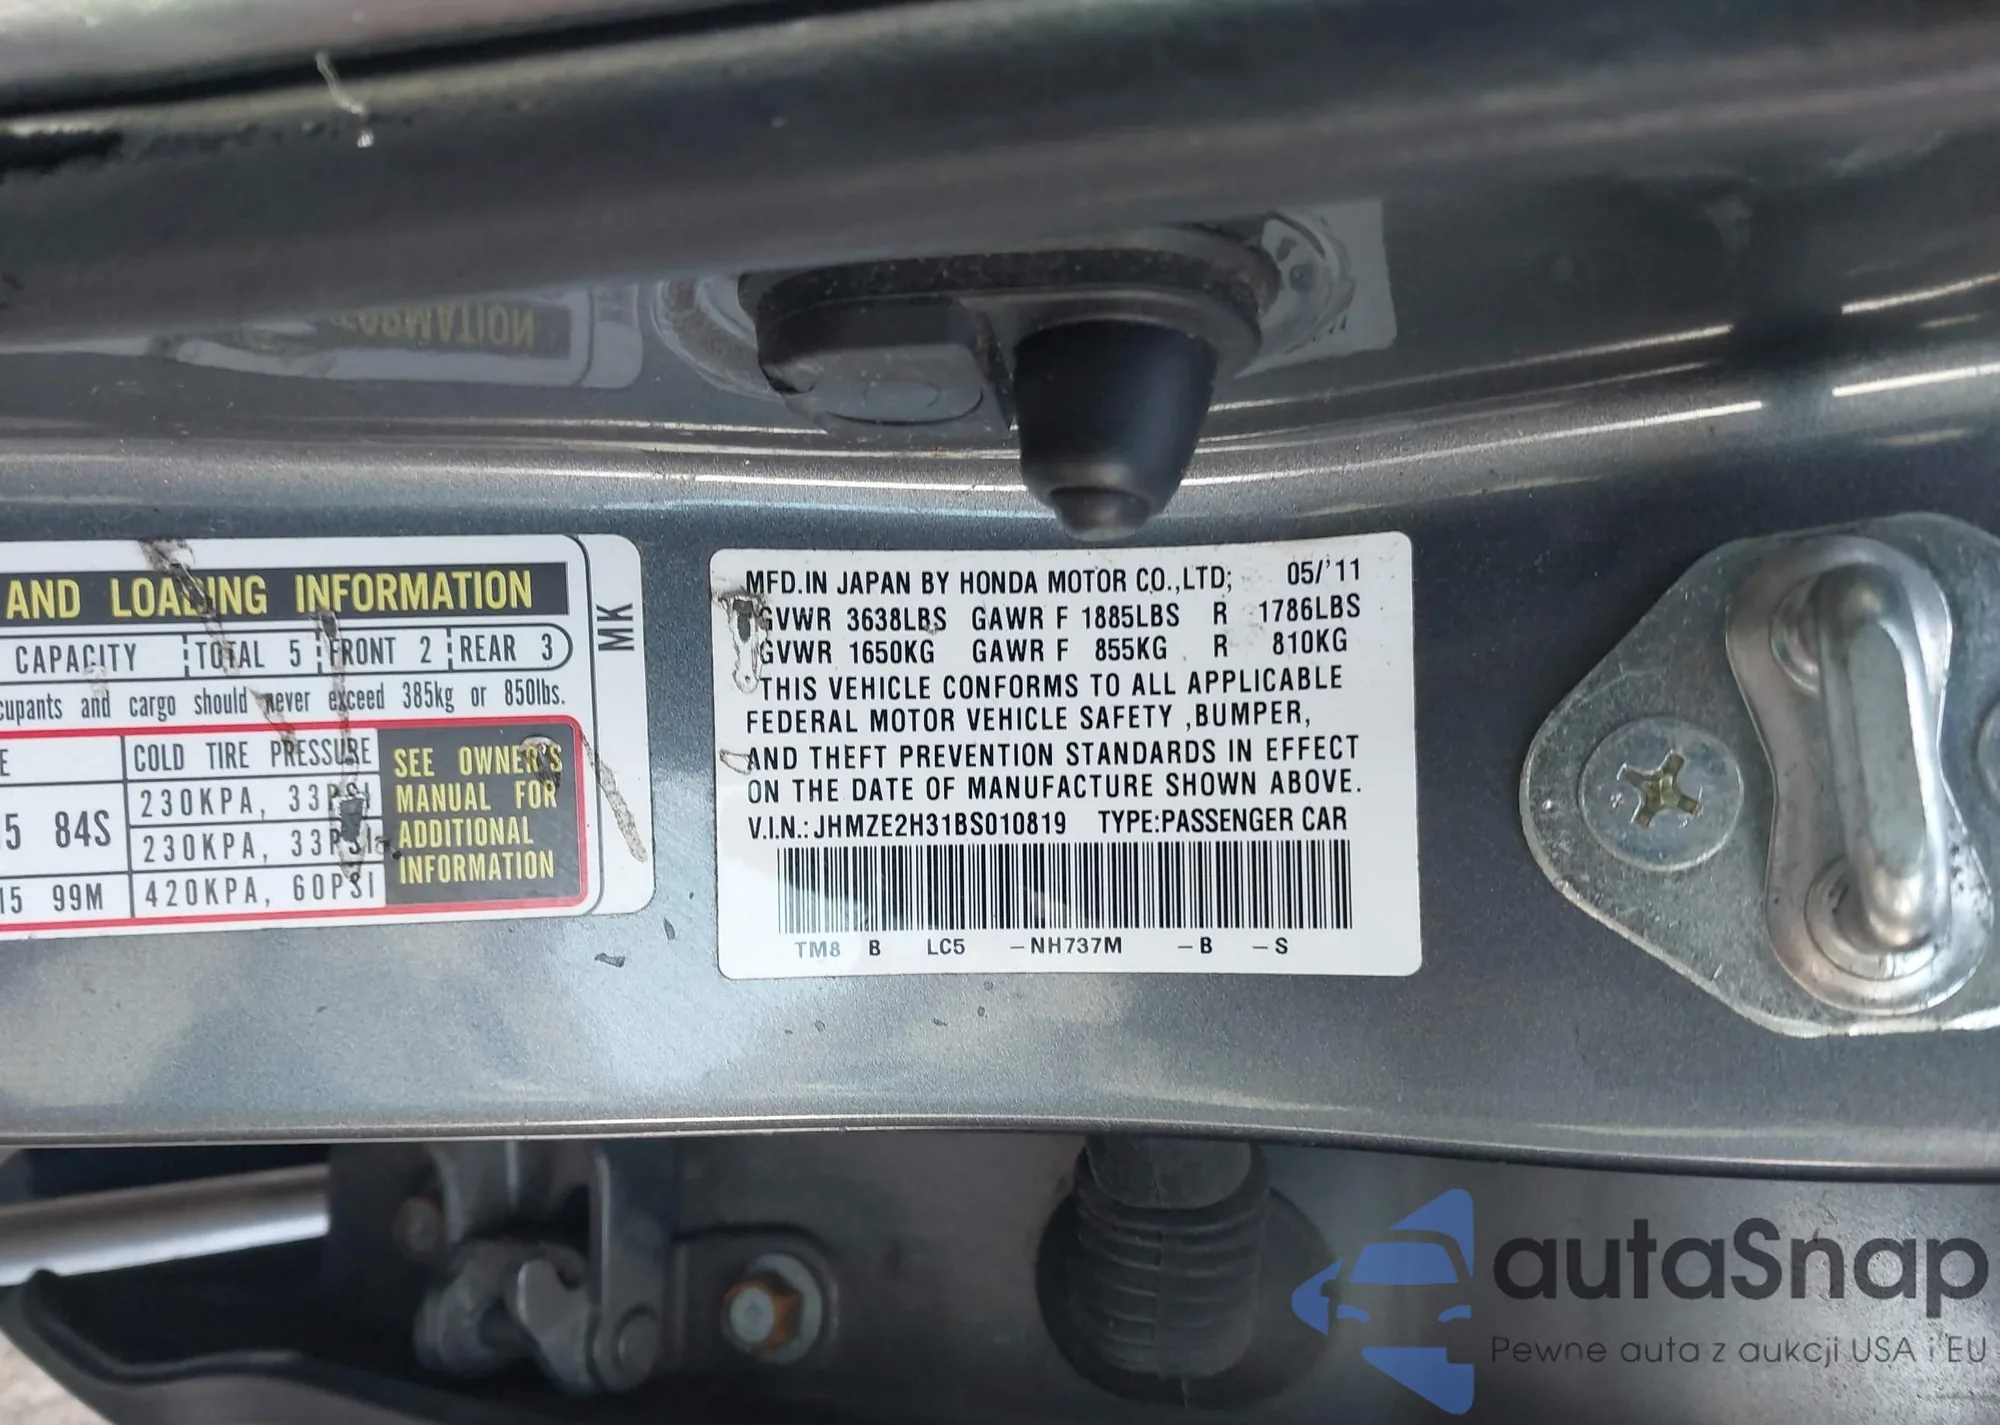 AND LOADING INFORMATION
CAPACITY TOTAL 5 FRONT 2 REAR 3
cupants and cargo should never exceed 385kg or 850lbs.
E COLD TIRE PRESSURE
5 84S 230KPA, 33PSI
230KPA, 33PSI
15 99M 420KPA, 60PSI
SEE OWNER'S
MANUAL FOR
ADDITIONAL
INFORMATION
MK
MFD.IN JAPAN BY HONDA MOTOR CO.,LTD; 05/'11
GVWR 3638LBS GAWR F 1885LBS R 1786LBS
GVWR 1650KG GAWR F 855KG R 810KG
THIS VEHICLE CONFORMS TO ALL APPLICABLE
FEDERAL MOTOR VEHICLE SAFETY ,BUMPER,
AND THEFT PREVENTION STANDARDS IN EFFECT
ON THE DATE OF MANUFACTURE SHOWN ABOVE.
V.I.N.: JHMZE2H31BS010819 TYPE:PASSENGER CAR
TM8 B LC5 –NH737M –B –S
autaSnap
Pewne auta z aukcji USA i EU